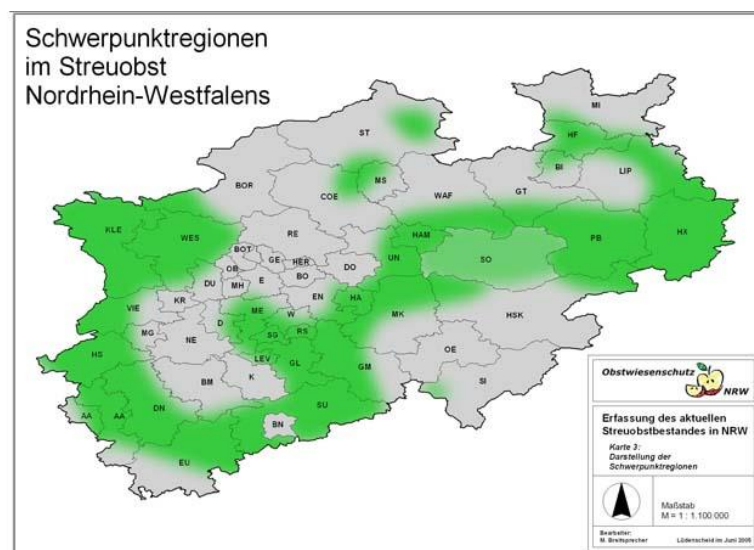 Schwerpunktregionen
im Streuobst
Nordrhein-Westfalens
MI
ST
HF
BI
LIP
MS
BOR
COE
WAF
GT
KLE
WES
RE
HAM
PB
HX
BOT
GE
HER
UN
SO
OB
E
BO
DO
DU
MH
EN
HA
VIE
KR
ME
W
MK
HSK
MG
NE
D
SG
RS
HS
LEV
GL
GM
OE
BM
K
SI
AA
AA
DN
SU
BN
EU
Obstwiesenschutz
NRW
Erfassung des aktuellen
Streuobstbestandes in NRW
Karte 3:
Darstellung der
Schwerpunktregionen
Maßstab
M = 1 : 1.100.000
Bearbeiter:
M. Breitsprecher
Lüdenscheid im Juni 2009